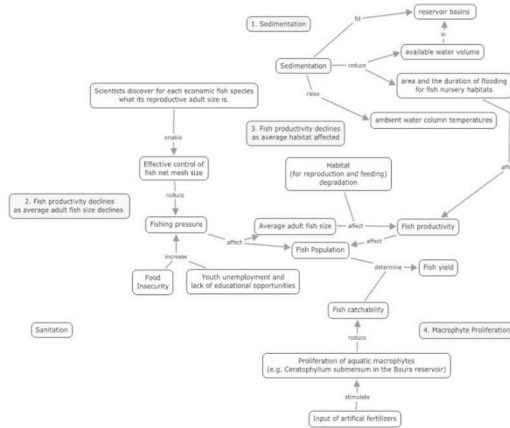 1. Sedimentation
fill
reservoir basins
in
Sedimentation
reduce
available water volume
area and the duration of flooding
for fish nursery habitats
raise
ambient water column temperatures
Scientists discover for each economic fish species
what its reproductive adult size is.
enable
3. Fish productivity declines
as average habitat affected
Effective control of
fish net mesh size
Habitat
(for reproduction and feeding)
degradation
affe
reduce
2. Fish productivity declines
as average adult fish size declines
Fishing pressure
Average adult fish size
affect
Fish productivity
affect
Fish Population
affect
increase
Food
Insecurity
Youth unemployment and
lack of educational opportunities
determine
Fish yield
Fish catchability
Sanitation
4. Macrophyte Proliferation
reduce
Proliferation of aquatic macrophytes
(e.g. Ceratophyllum submersum in the Boura reservoir)
stimulate
Input of artifical fertilizers